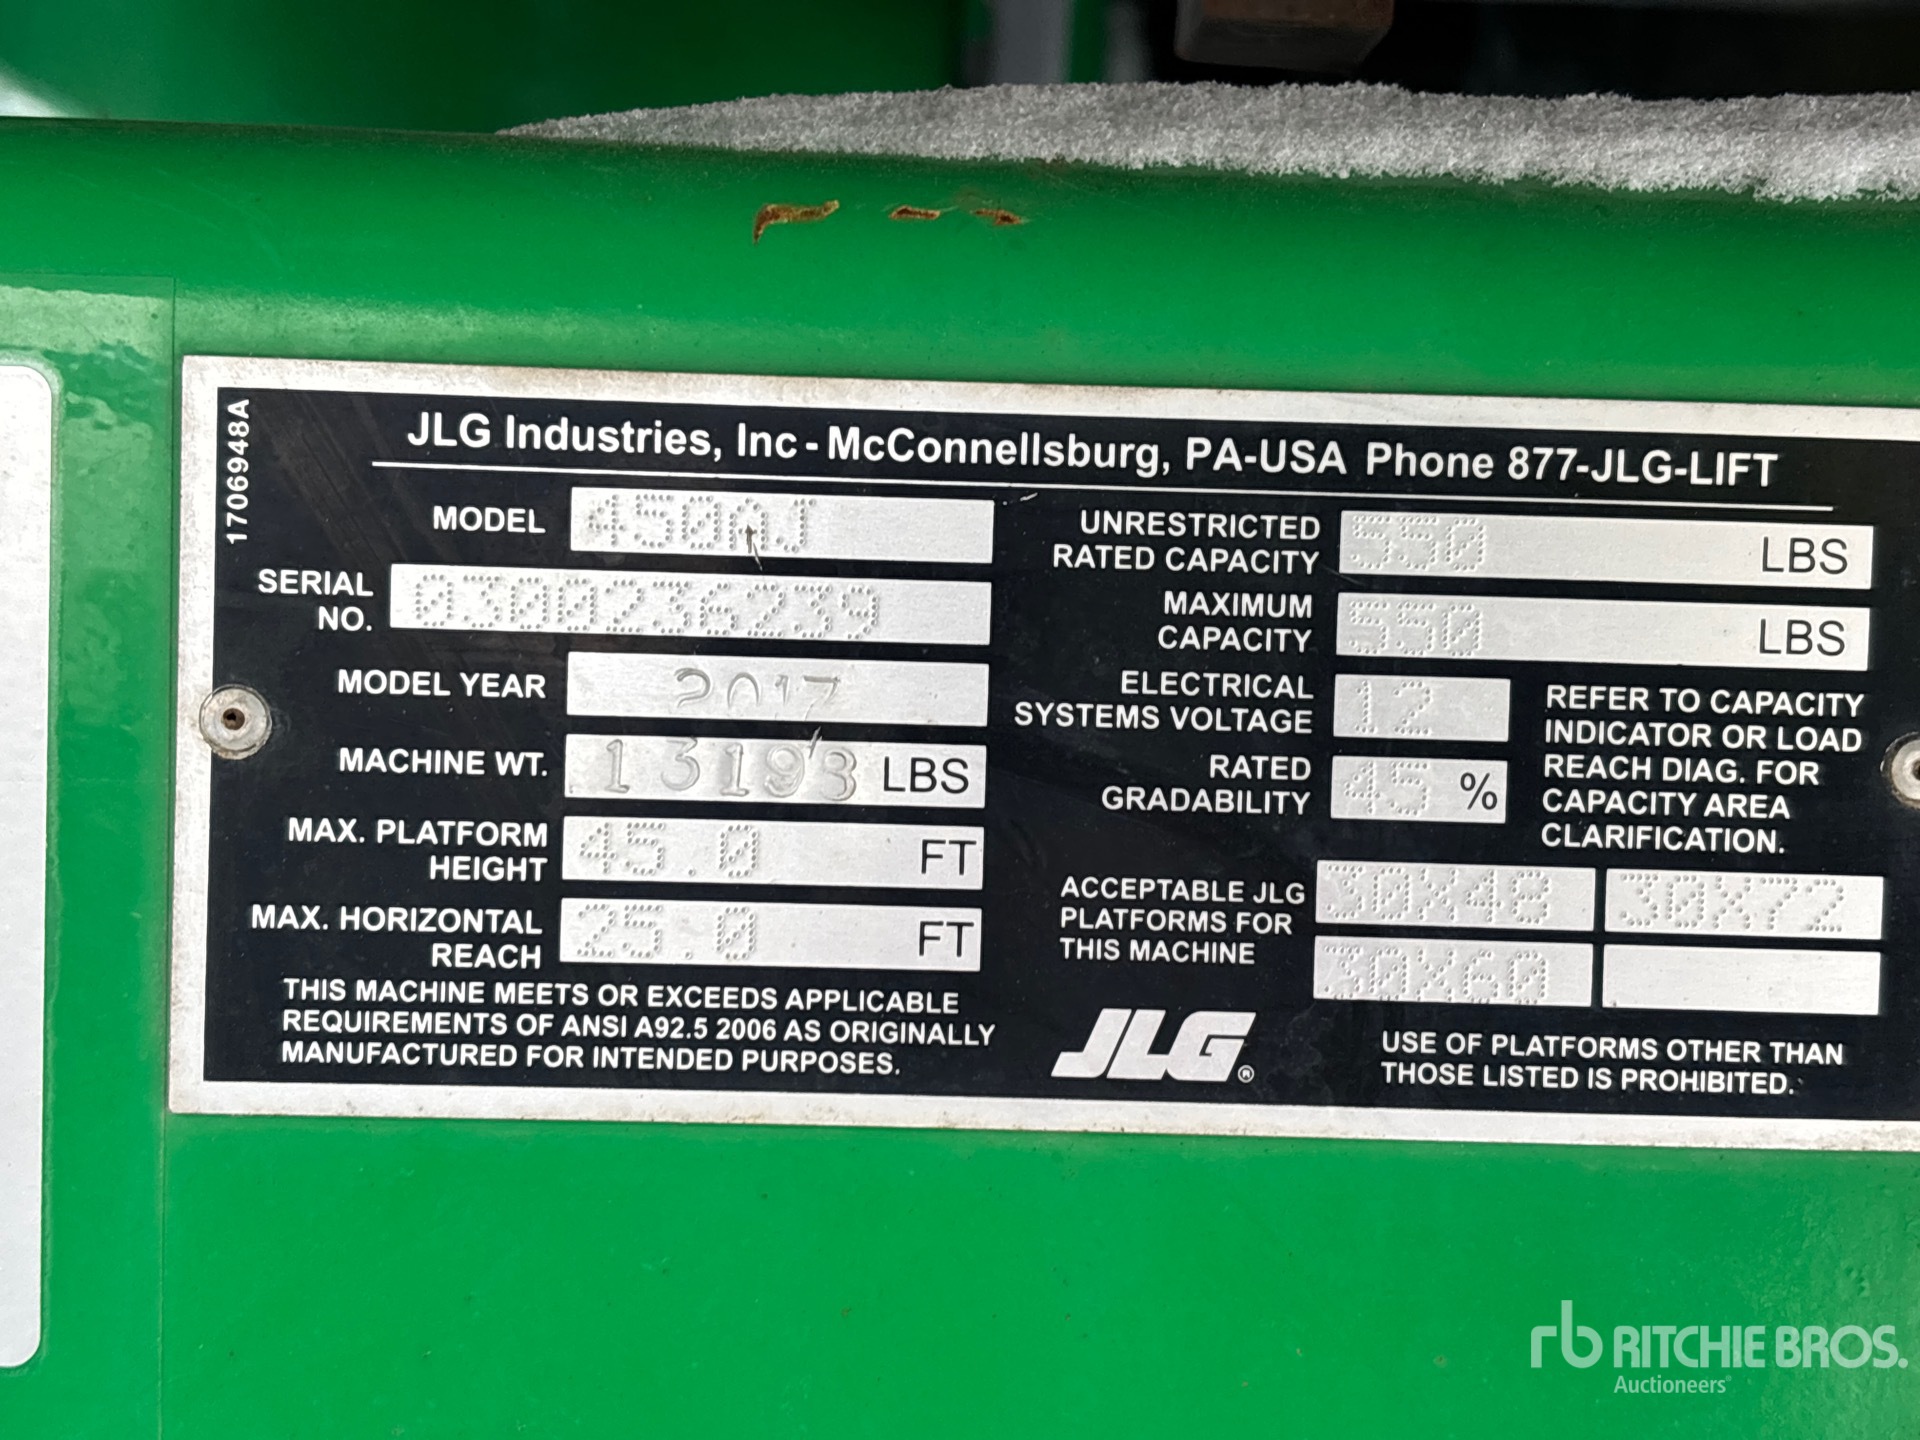 17069448A
JLG Industries, Inc - McConnellsburg, PA-USA Phone 877-JLG-LIFT
MODEL 450AJ
SERIAL NO. 0300236239
MODEL YEAR 2017
MACHINE WT. 13193 LBS
MAX. PLATFORM HEIGHT 45.0 FT
MAX. HORIZONTAL REACH 25.0 FT
THIS MACHINE MEETS OR EXCEEDS APPLICABLE
REQUIREMENTS OF ANSI A92.5 2006 AS ORIGINALLY
MANUFACTURED FOR INTENDED PURPOSES.
UNRESTRICTED RATED CAPACITY 550 LBS
MAXIMUM CAPACITY 550 LBS
ELECTRICAL SYSTEMS VOLTAGE 12
RATED GRADABILITY 45 %
REFER TO CAPACITY
INDICATOR OR LOAD
REACH DIAG. FOR
CAPACITY AREA
CLARIFICATION.
ACCEPTABLE JLG PLATFORMS FOR THIS MACHINE
30X48 30X72
30X60
JLG®
USE OF PLATFORMS OTHER THAN
THOSE LISTED IS PROHIBITED.
rb RITCHIE BROS.
Auctioneers